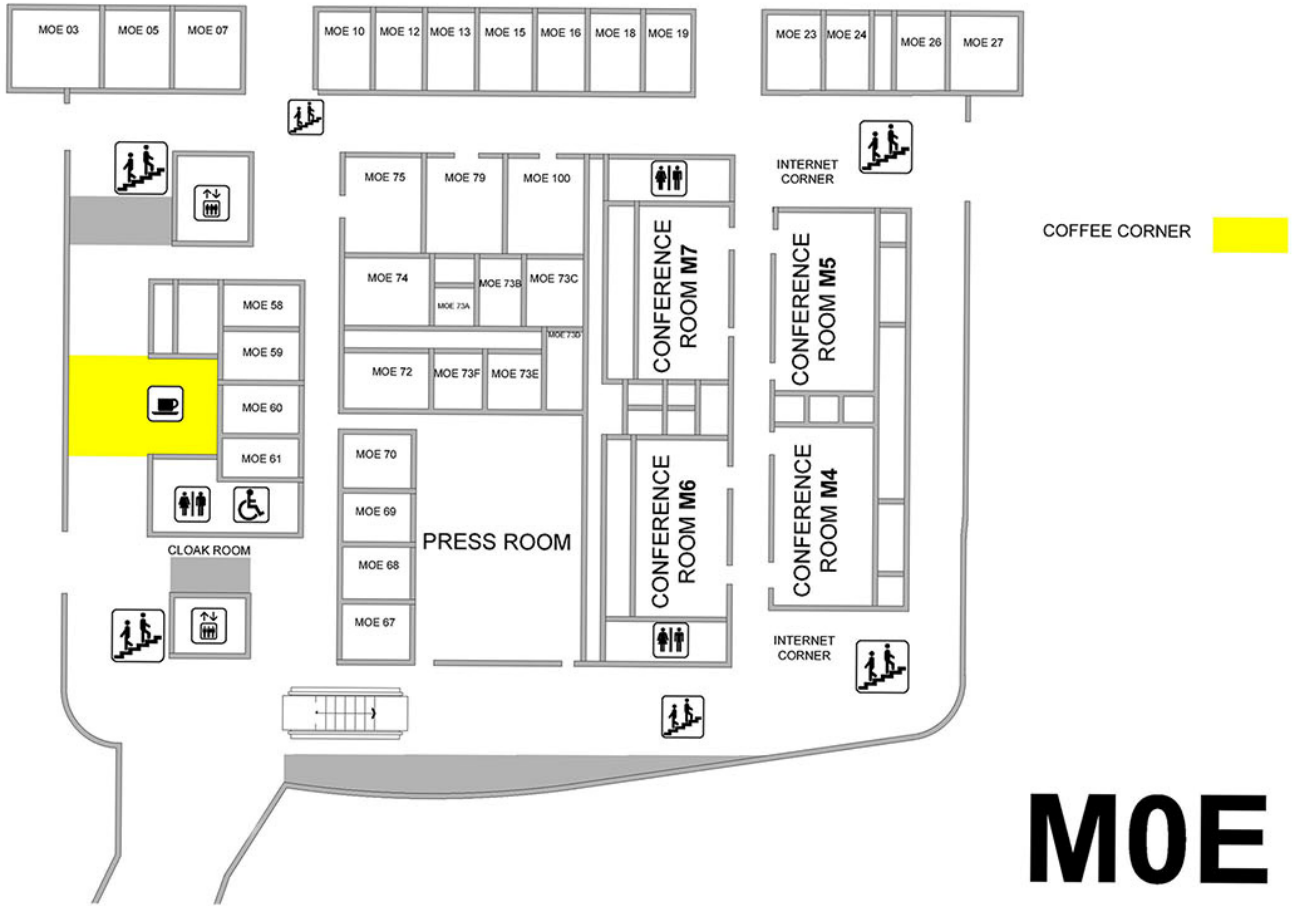 MOE 03
MOE 05
MOE 07
MOE 10
MOE 12
MOE 13
MOE 15
MOE 16
MOE 18
MOE 19
MOE 23
MOE 24
MOE 26
MOE 27
INTERNET
CORNER
MOE 75
MOE 79
MOE 100
COFFEE CORNER
CONFERENCE
ROOM M7
CONFERENCE
ROOM M5
MOE 74
MOE 73A
MOE 73B
MOE 73C
MOE 58
MOE 59
MOE 60
MOE 61
MOE 72
MOE 73F
MOE 73E
MOE 73D
MOE 70
MOE 69
MOE 68
MOE 67
PRESS ROOM
CONFERENCE
ROOM M6
CONFERENCE
ROOM M4
CLOAK ROOM
INTERNET
CORNER
M0E